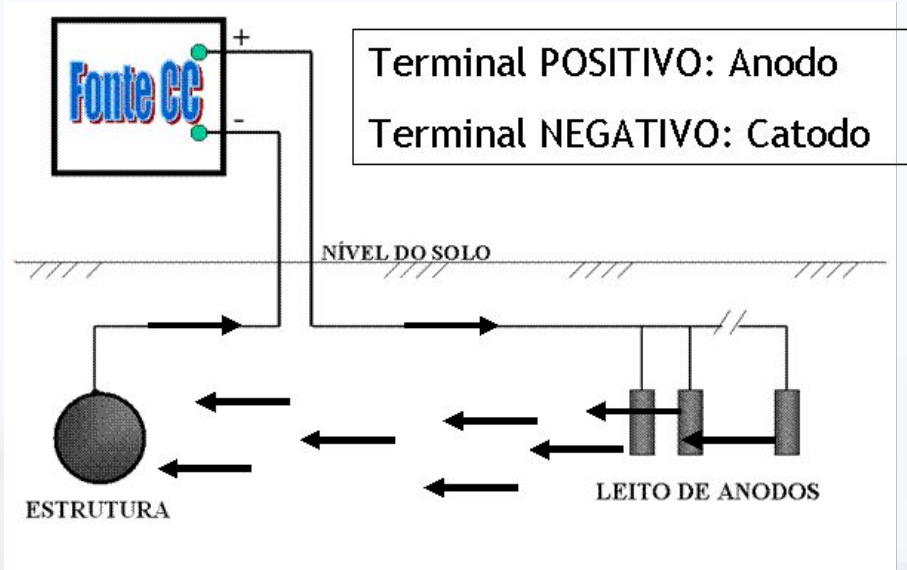 Fonte CC
+
-
Terminal POSITIVO: Anodo
Terminal NEGATIVO: Catodo
NÍVEL DO SOLO
ESTRUTURA
LEITO DE ANODOS